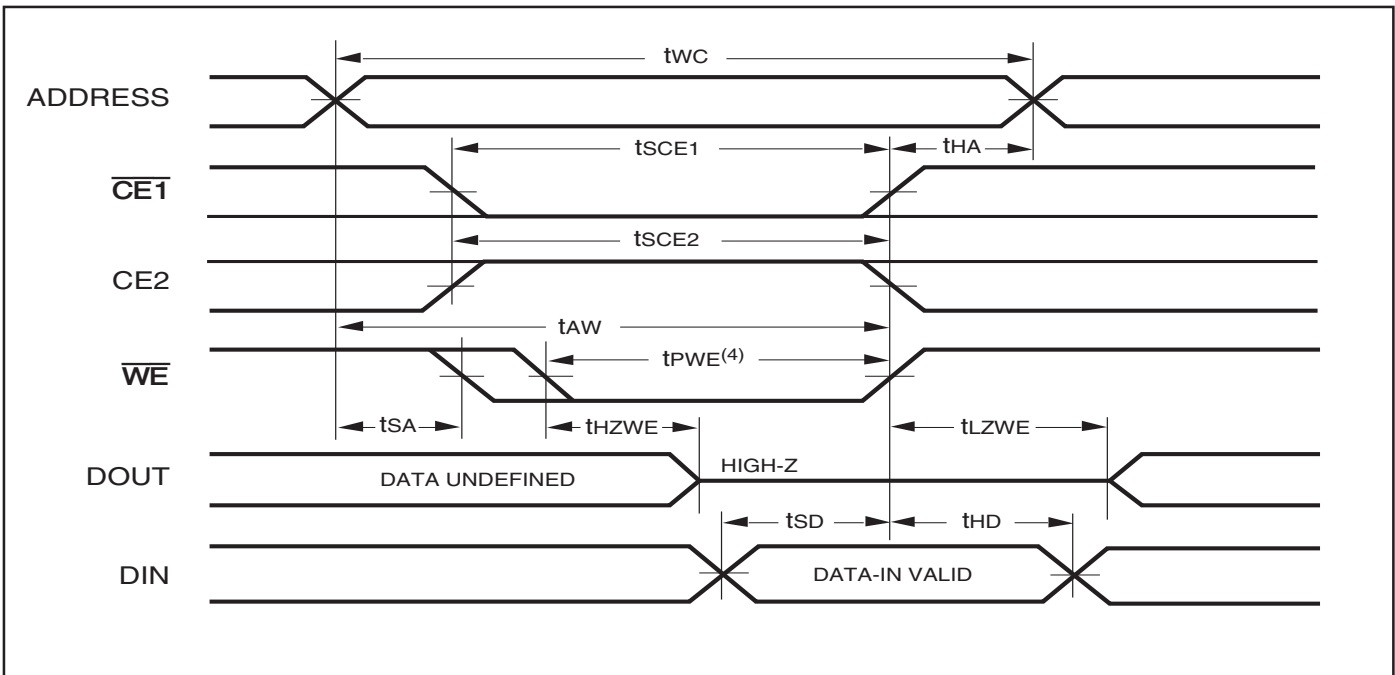 tWC
ADDRESS
tSCE1
tHA
CE1
tSCE2
CE2
tAW
tPWE(4)
WE
tSA
tHZWE
tLZWE
DOUT
DATA UNDEFINED
HIGH-Z
tSD
tHD
DIN
DATA-IN VALID